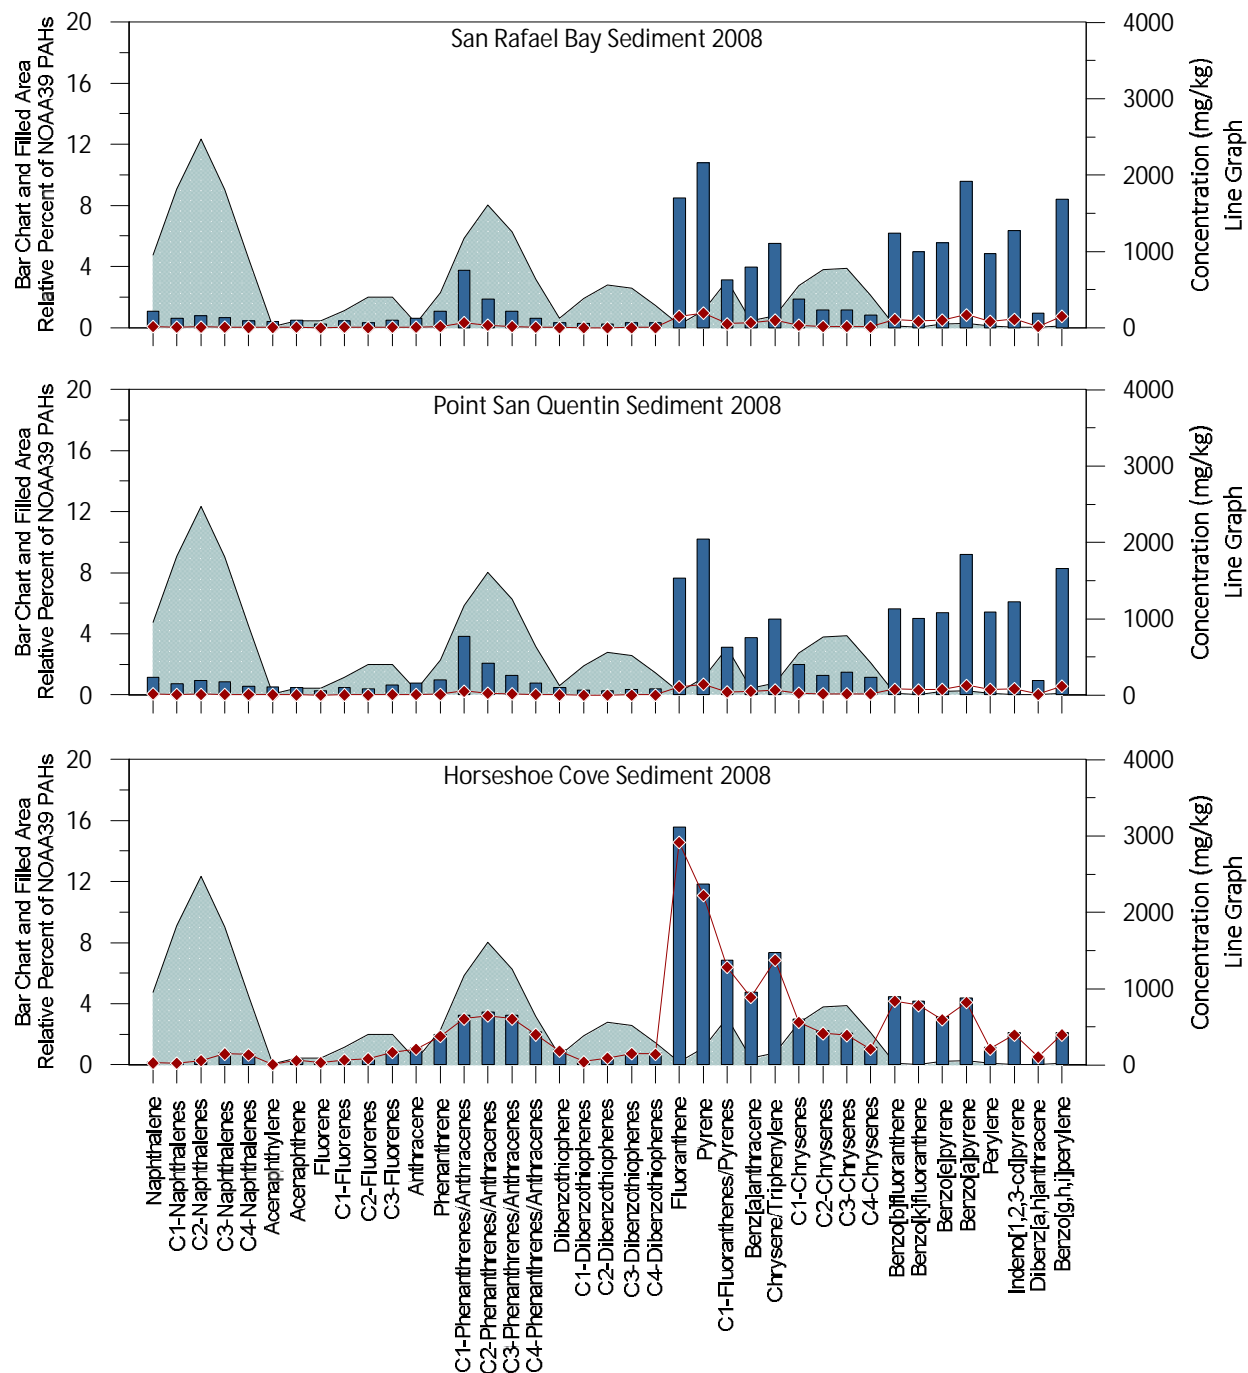 San Rafael Bay Sediment 2008
Bar Chart and Filled Area
Relative Percent of NOAA39 PAHs
20
16
12
8
4
0
4000
3000
2000
1000
0
Concentration (mg/kg)
Line Graph
Point San Quentin Sediment 2008
Bar Chart and Filled Area
Relative Percent of NOAA39 PAHs
20
16
12
8
4
0
4000
3000
2000
1000
0
Concentration (mg/kg)
Line Graph
Horseshoe Cove Sediment 2008
Bar Chart and Filled Area
Relative Percent of NOAA39 PAHs
20
16
12
8
4
0
4000
3000
2000
1000
0
Concentration (mg/kg)
Line Graph
Naphthalene
C1-Naphthalenes
C2-Naphthalenes
C3-Naphthalenes
C4-Naphthalenes
Acenaphthylene
Acenaphthene
Fluorene
C1-Fluorenes
C2-Fluorenes
C3-Fluorenes
Anthracene
Phenanthrene
C1-Phenanthrenes/Anthracenes
C2-Phenanthrenes/Anthracenes
C3-Phenanthrenes/Anthracenes
C4-Phenanthrenes/Anthracenes
Dibenzothiophene
C1-Dibenzothiophenes
C2-Dibenzothiophenes
C3-Dibenzothiophenes
C4-Dibenzothiophenes
Fluoranthene
Pyrene
C1-Fluoranthenes/Pyrenes
Benz[a]anthracene
Chrysene/Triphenylene
C1-Chrysenes
C2-Chrysenes
C3-Chrysenes
C4-Chrysenes
Benzo[b]fluoranthene
Benzo[k]fluoranthene
Benzo[e]pyrene
Benzo[a]pyrene
Perylene
Indeno[1,2,3-cd]pyrene
Dibenz[a,h]anthracene
Benzo[g,h,i]perylene